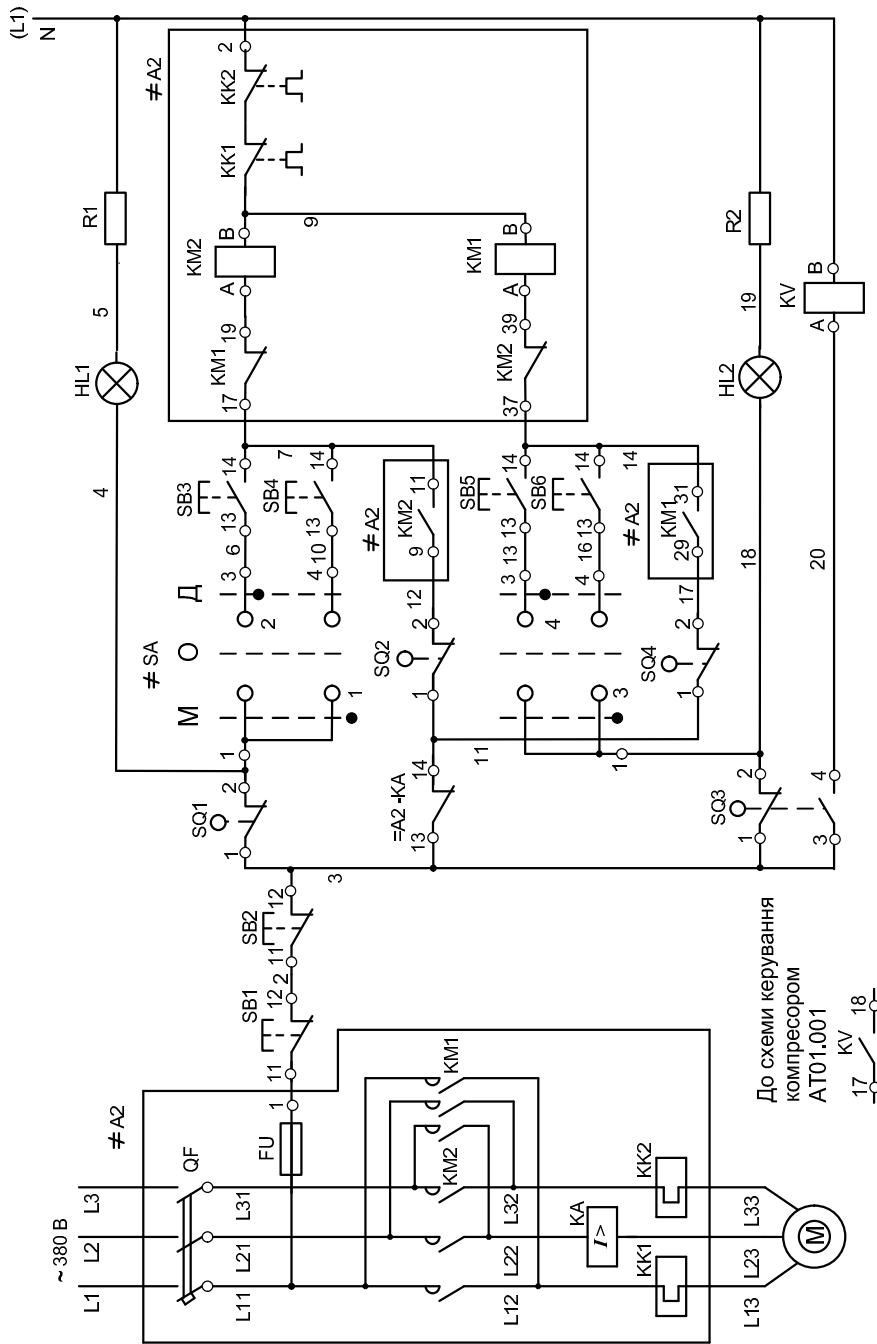 (L1)
N
R1
5
HL1
4
≠A2
2
KK2
KK1
B
KM2
A
19
KM1
17
9
B
KM1
A
39
KM2
37
R2
19
HL2
18
B
KV
A
20
14
SB3
13
6
3
7
14
SB4
13
10
4
≠A2
11
KM2
9
12
2
SQ2
1
14
SB5
13
13
3
14
SB6
13
16
4
14
≠A2
31
KM1
29
17
2
SQ4
1
Д
О
М
≠SA
2
1
4
3
1
2
SQ1
1
14
=A2 -KA
13
11
1
2
SQ3
1
4
3
3
12
SB2
11
2
12
SB1
11
1
FU
≠A2
~ 380 В
L1
L2
L3
QF
L11
L21
L31
KM2
KM1
L12
L22
L32
KA
I >
KK1
KK2
L13
L23
L33
M
До схеми керування
компресором
AT01.001
KV
17
18